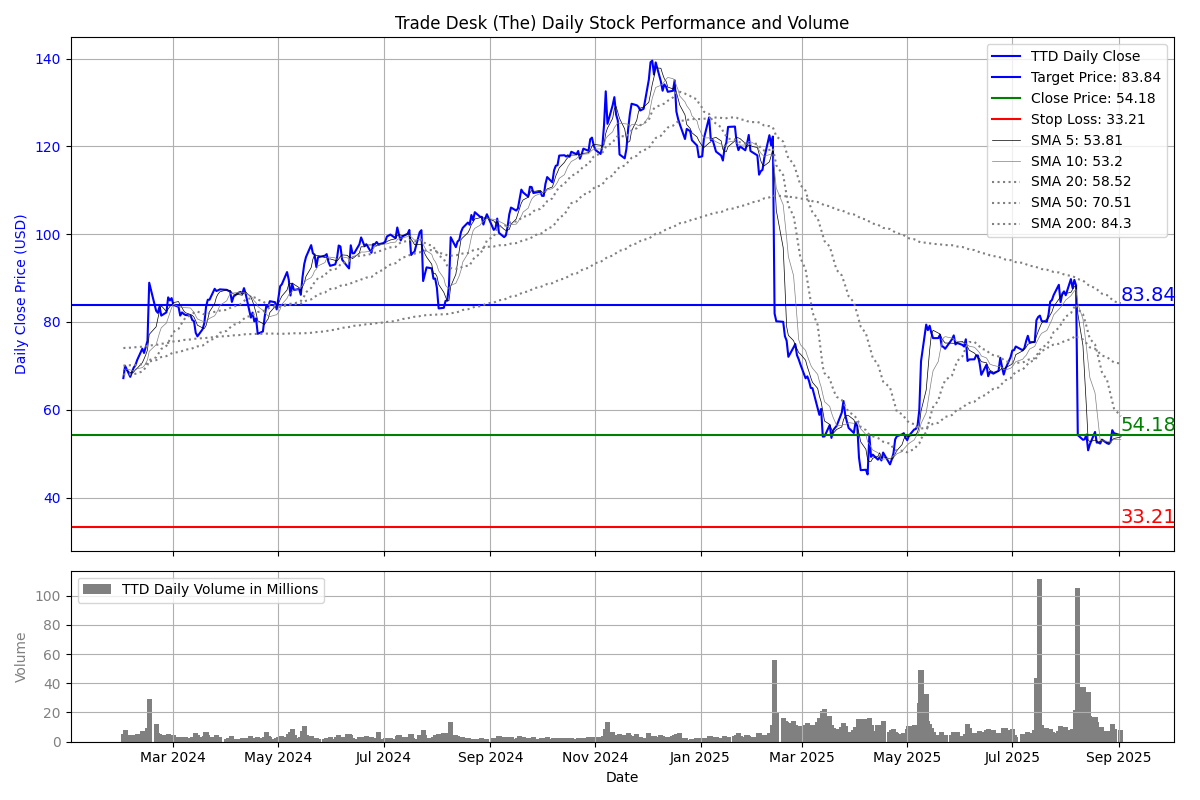 Trade Desk (The) Daily Stock Performance and Volume
Daily Close Price (USD)
140
120
100
80
60
40
TTD Daily Close
Target Price: 83.84
Close Price: 54.18
Stop Loss: 33.21
SMA 5: 53.81
SMA 10: 53.2
SMA 20: 58.52
SMA 50: 70.51
SMA 200: 84.3
83.84
54.18
33.21
Volume
100
80
60
40
20
0
TTD Daily Volume in Millions
Mar 2024 May 2024 Jul 2024 Sep 2024 Nov 2024 Jan 2025 Mar 2025 May 2025 Jul 2025 Sep 2025
Date